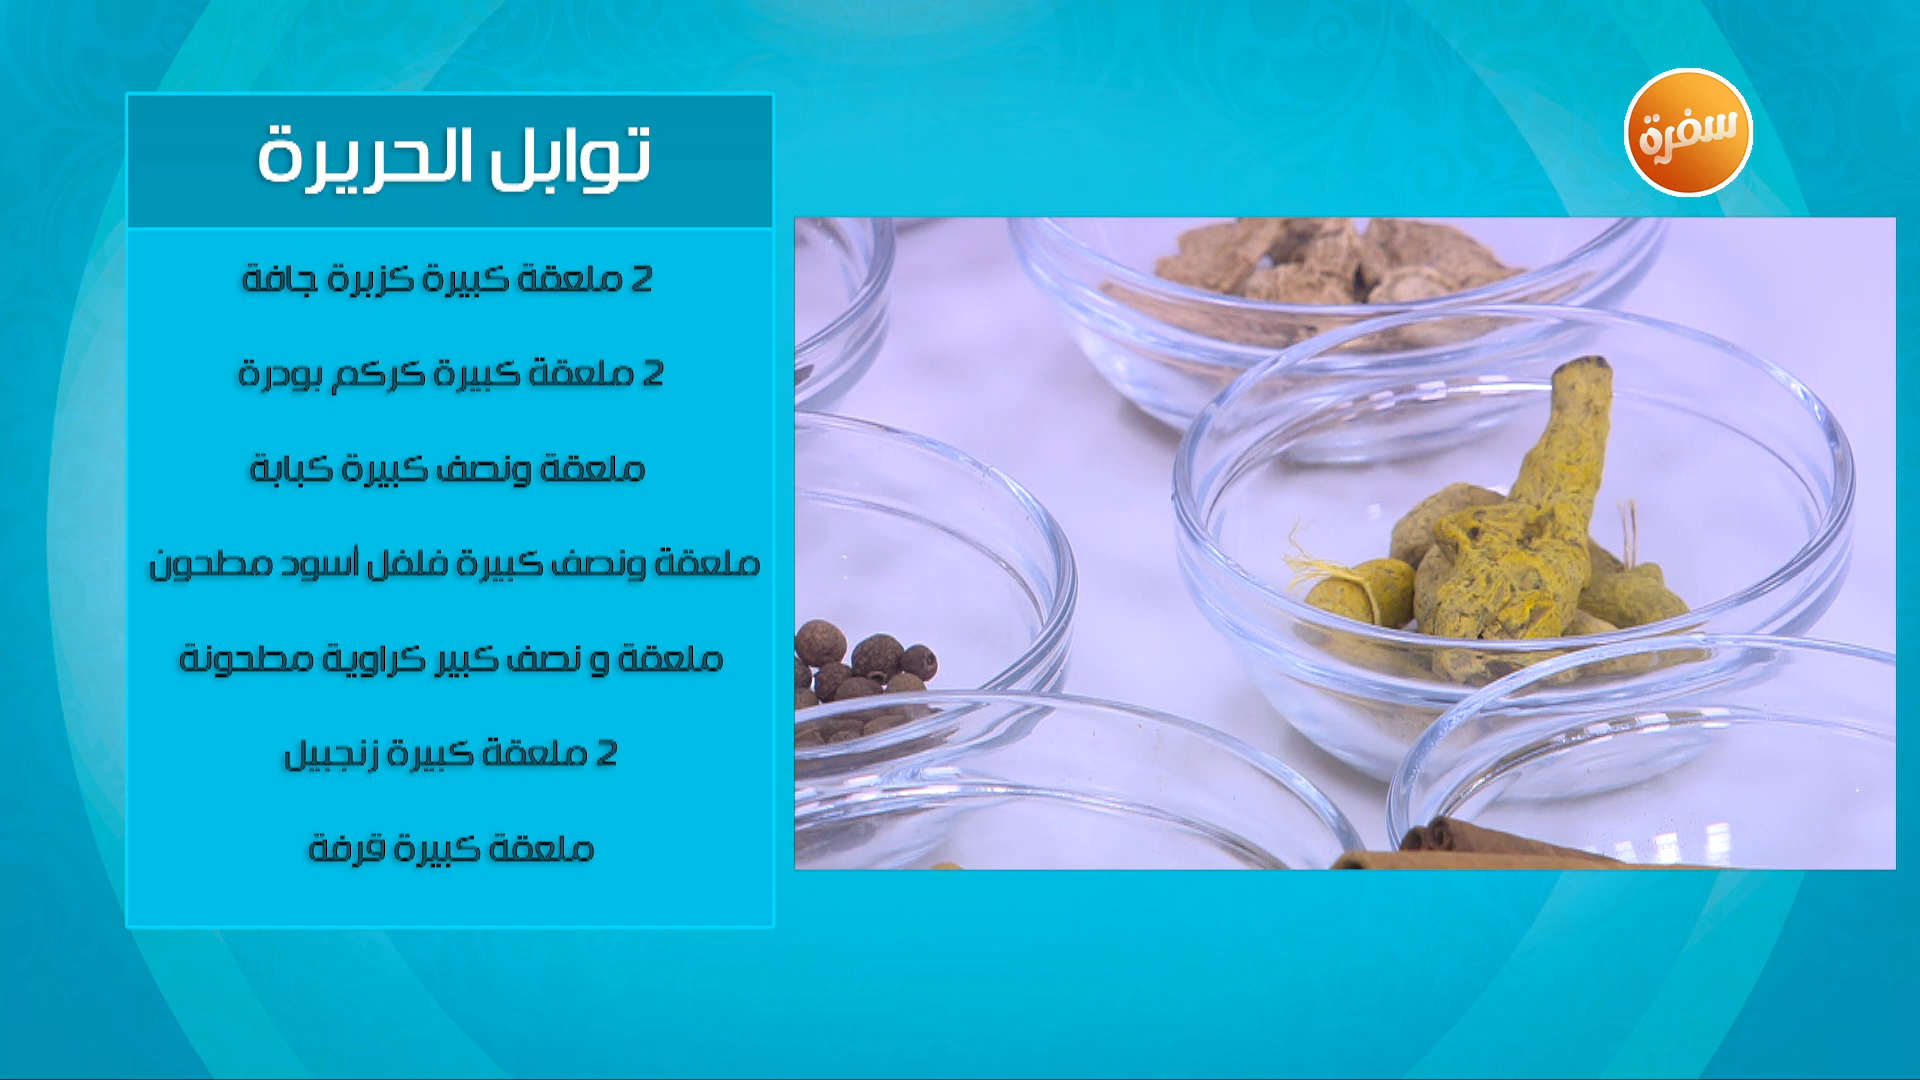 سفرة
توابل الحريرة
2 ملعقة كبيرة كزبرة جافة
2 ملعقة كبيرة كركم بودرة
ملعقة ونصف كبيرة كبابة
ملعقة ونصف كبيرة فلفل أسود مطحون
ملعقة و نصف كبير كراوية مطحونة
2 ملعقة كبيرة زنجبيل
ملعقة كبيرة قرفة